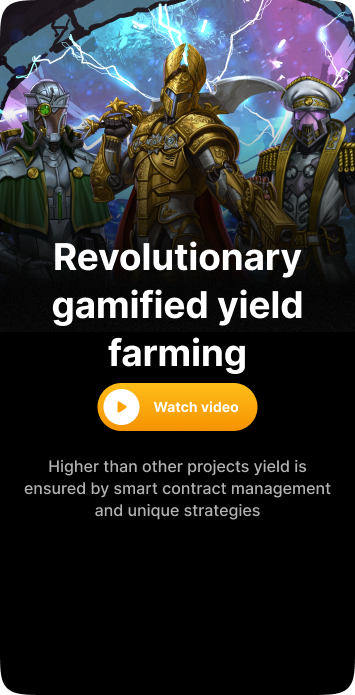 Revolutionary
gamified yield
farming
Watch video
Higher than other projects yield is
ensured by smart contract management
and unique strategies